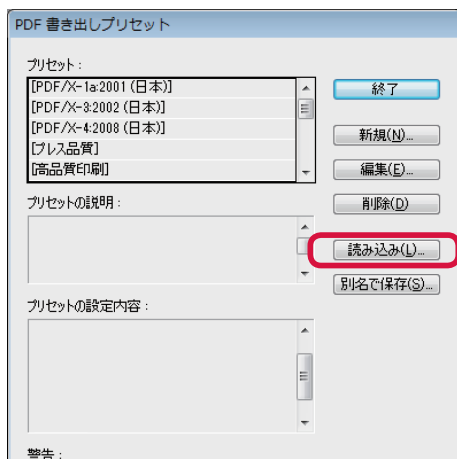 PDF 書き出しプリセット
プリセット :
[PDF/X-1a:2001 (日本)]
[PDF/X-3:2002 (日本)]
[PDF/X-4:2008 (日本)]
[プレス品質]
[高品質印刷]
終了
新規(N)...
編集(E)...
削除(D)
読み込み(L)...
別名で保存(S)...
プリセットの説明 :
プリセットの設定内容 :
警告 :